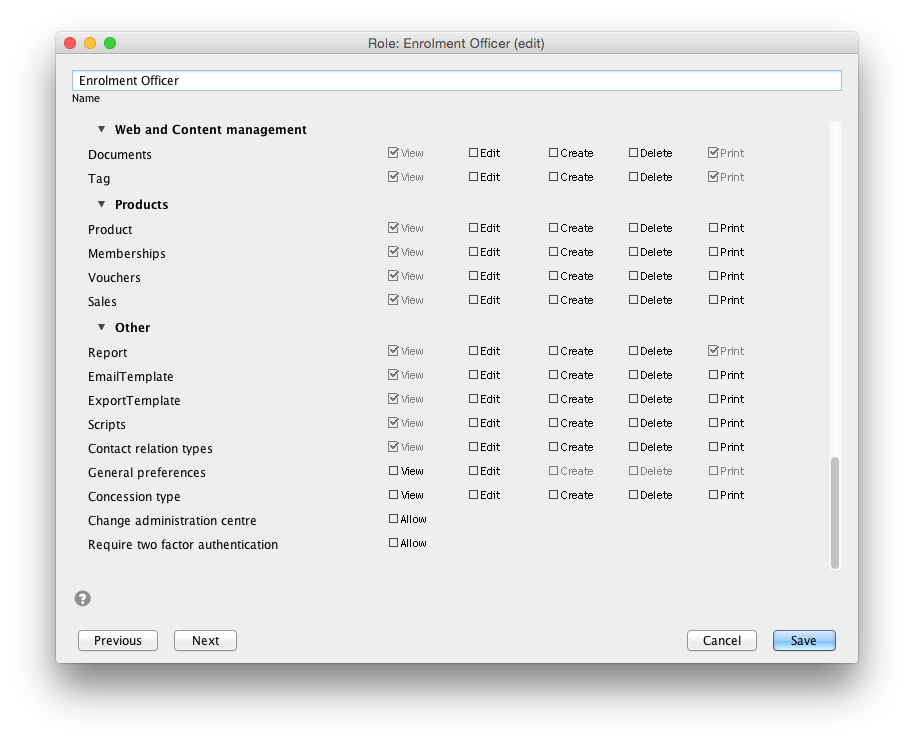 Role: Enrolment Officer (edit)
Enrolment Officer
Name
Web and Content management
Documents View Edit Create Delete Print
Tag View Edit Create Delete Print
Products
Product View Edit Create Delete Print
Memberships View Edit Create Delete Print
Vouchers View Edit Create Delete Print
Sales View Edit Create Delete Print
Other
Report View Edit Create Delete Print
EmailTemplate View Edit Create Delete Print
ExportTemplate View Edit Create Delete Print
Scripts View Edit Create Delete Print
Contact relation types View Edit Create Delete Print
General preferences View Edit Create Delete Print
Concession type View Edit Create Delete Print
Change administration centre Allow
Require two factor authentication Allow
?
Previous Next Cancel Save